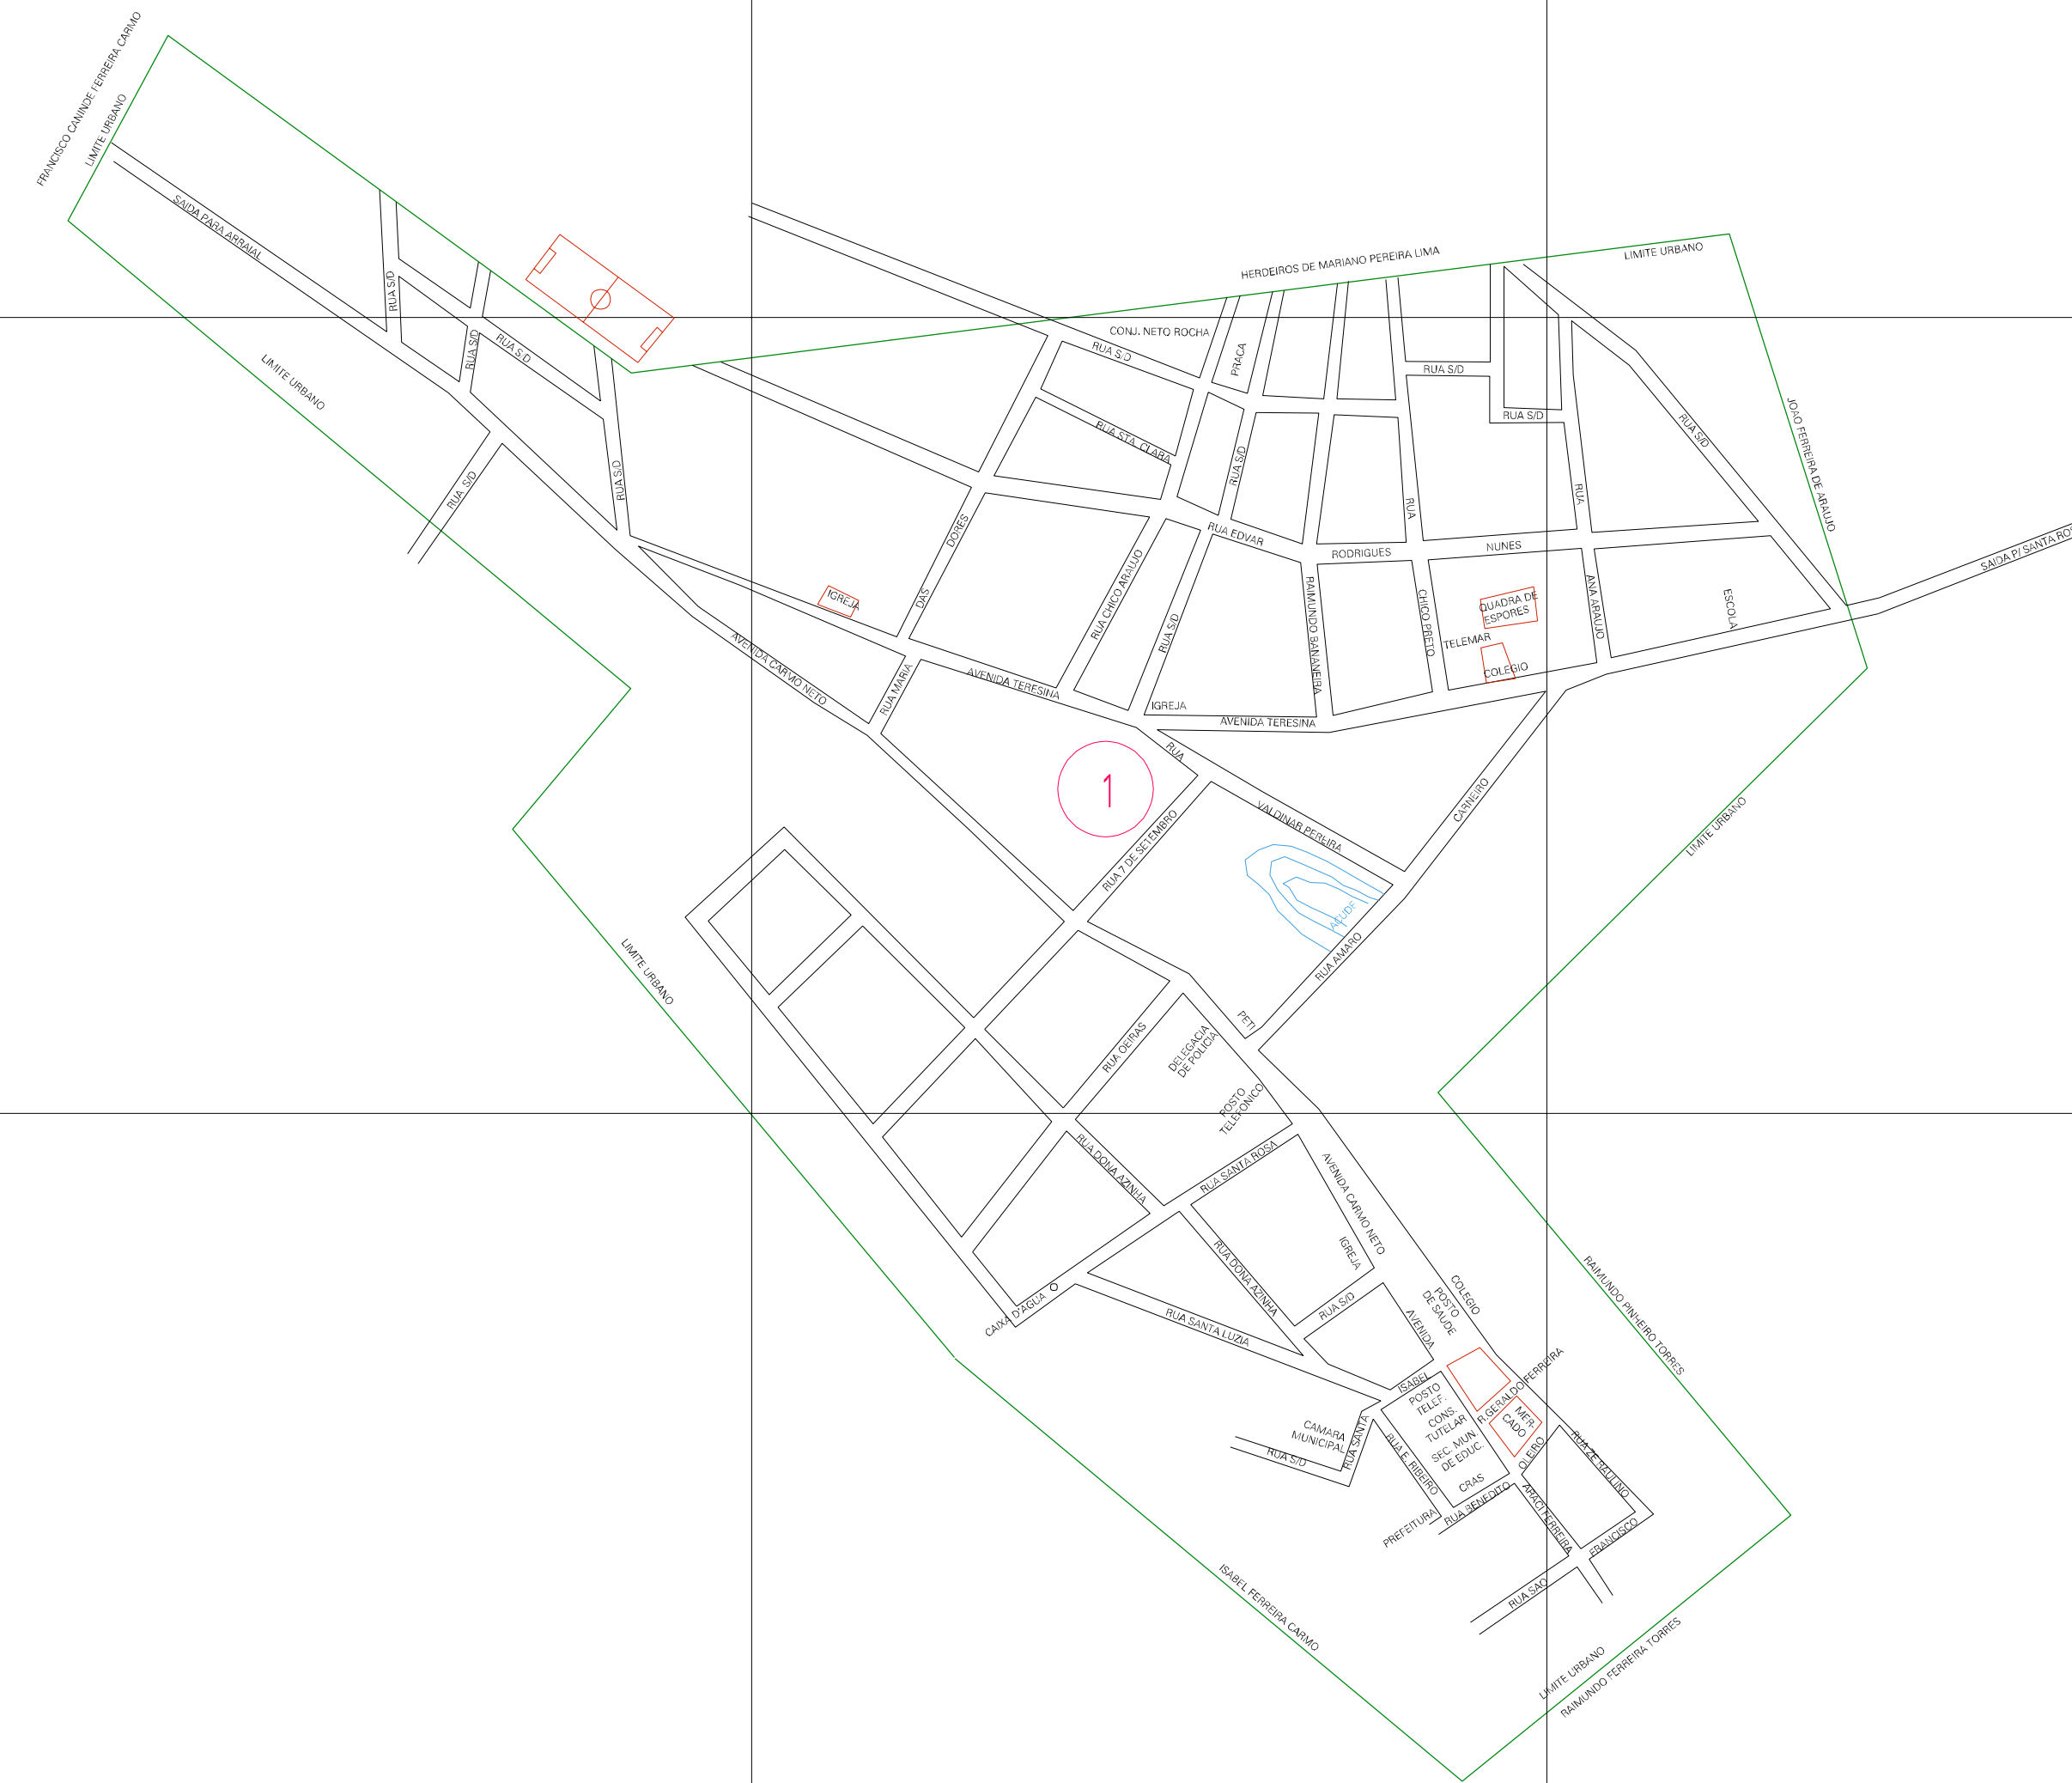 FRANCISCO CANINDE FERREIRA CARMO
LIMITE URBANO
SAIDA PARA ARRAIAL
RUA S/D
RUA S/D
RUA S/D
LIMITE URBANO
RUA S/D
RUA S/D
HERDEIROS DE MARIANO PEREIRA LIMA
LIMITE URBANO
CONJ. NETO ROCHA
RUA S/D
PRACA
RUA S/D
RUA S/D
RUA S/D
JOAO FERREIRA DE ARAUJO
RUA STA. CLARA
RUA S/D
RUA
RUA
RUA EDVAR
RODRIGUES
NUNES
SAIDA P/ SANTA RO
DORES
DAS
RUA MARIA
IGREJA
RUA CHICO ARAUJO
RUA S/D
RAIMUNDO BANANEIRA
CHICO PRETO
QUADRA DE
ESPORES
TELEMAR
COLEGIO
ANA ARAUJO
ESCOLA
AVENIDA CARMO NETO
AVENIDA TERESINA
IGREJA
AVENIDA TERESINA
RUA
VALDINAR PEREIRA
1
RUA 7 DE SETEMBRO
CARNEIRO
RUA AMARO
ACUDE
LIMITE URBANO
LIMITE URBANO
PETI
RUA OEIRAS
DELEGACIA
DE POLICIA
POSTO
TELEFONICO
RUA DONA AZINHA
RUA SANTA ROSA
AVENIDA CARMO NETO
IGREJA
RUA DONA AZINHA
RUA S/D
CAIXA D'AGUA
RUA SANTA LUZIA
COLEGIO
POSTO
DE SAUDE
AVENIDA
RAIMUNDO PINHEIRO TORRES
R.GERALDO FERREIRA
MER-
CADO
ISABEL
RUA SANTA
POSTO
TELEF.
CONS.
TUTELAR
SEC. MUN.
DE EDUC.
CRAS
CAMARA
MUNICIPAL
RUA S/D
RUA E. RIBEIRO
OLEIRO
RUA BENEDITO
RUA ZE RAULINO
ARACI FERREIRA
PREFEITURA
FRANCISCO
RUA SAO
ISABEL FERREIRA CARMO
LIMITE URBANO
RAIMUNDO FERREIRA TORRES